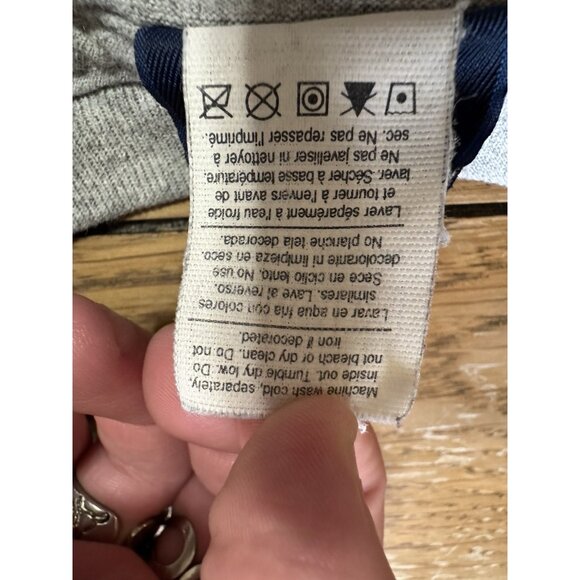 Machine wash cold, separately,
inside out. Tumble dry low. Do
not bleach or dry clean. Do not
iron if decorated.
Lavar en aqua fria con colores
similares. Lave al reverso.
Sece en ciclio lento. No use
decolorante ni limpieza en seco.
No planche tela decorada.
Laver séparément à l'eau froide
et tourner à l'envers avant de
laver. Sécher à basse température.
Ne pas javelliser ni nettoyer à
sec. Ne pas repasser l'imprimé.